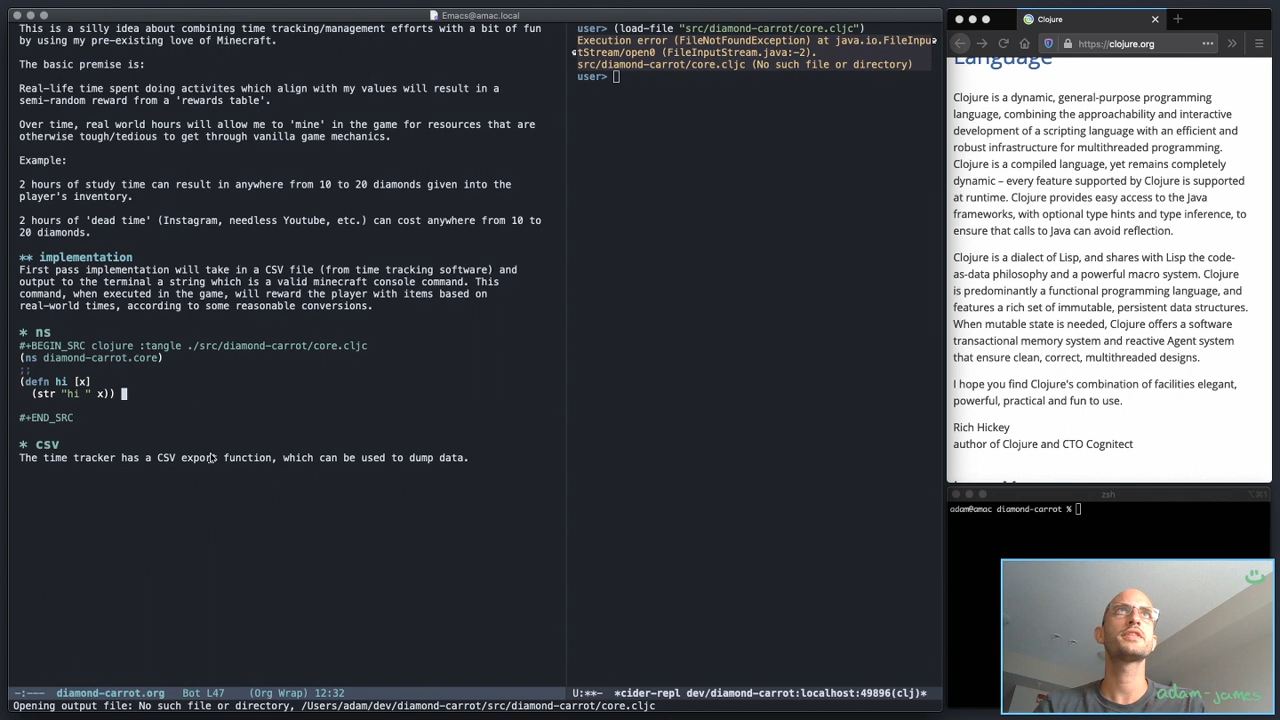 Emacs@amac.local
This is a silly idea about combining time tracking/management efforts with a bit of fun
by using my pre-existing love of Minecraft.
The basic premise is:
Real-life time spent doing activites which align with my values will result in a
semi-random reward from a 'rewards table'.
Over time, real world hours will allow me to 'mine' in the game for resources that are
otherwise tough/tedious to get through vanilla game mechanics.
Example:
2 hours of study time can result in anywhere from 10 to 20 diamonds given into the
player's inventory.
2 hours of 'dead time' (Instagram, needless Youtube, etc.) can cost anywhere from 10 to
20 diamonds.
** implementation
First pass implementation will take in a CSV file (from time tracking software) and
output to the terminal a string which is a valid minecraft console command. This
command, when executed in the game, will reward the player with items based on
real-world times, according to some reasonable conversions.
* ns
#+BEGIN_SRC clojure :tangle ./src/diamond-carrot/core.cljc
(ns diamond-carrot.core)
;;
(defn hi [x]
(str "hi " x))
#+END_SRC
* csv
The time tracker has a CSV export function, which can be used to dump data.
-:--- diamond-carrot.org Bot L47 (Org Wrap) 12:32
Opening output file: No such file or directory, /Users/adam/dev/diamond-carrot/src/diamond-carrot/core.cljc
user> (load-file "src/diamond-carrot/core.cljc")
Execution error (FileNotFoundException) at java.io.FileInpu
tStream/open0 (FileInputStream.java:-2).
src/diamond-carrot/core.cljc (No such file or directory)
user>
U:**- *cider-repl dev/diamond-carrot:localhost:49896(clj)*
Clojure
https://clojure.org
Language
Clojure is a dynamic, general-purpose programming
language, combining the approachability and interactive
development of a scripting language with an efficient and
robust infrastructure for multithreaded programming.
Clojure is a compiled language, yet remains completely
dynamic – every feature supported by Clojure is supported
at runtime. Clojure provides easy access to the Java
frameworks, with optional type hints and type inference, to
ensure that calls to Java can avoid reflection.
Clojure is a dialect of Lisp, and shares with Lisp the code-
as-data philosophy and a powerful macro system. Clojure
is predominantly a functional programming language, and
features a rich set of immutable, persistent data structures.
When mutable state is needed, Clojure offers a software
transactional memory system and reactive Agent system
that ensure clean, correct, multithreaded designs.
I hope you find Clojure's combination of facilities elegant,
powerful, practical and fun to use.
Rich Hickey
author of Clojure and CTO Cognitect
zsh
adam@amac diamond-carrot %
adam-james